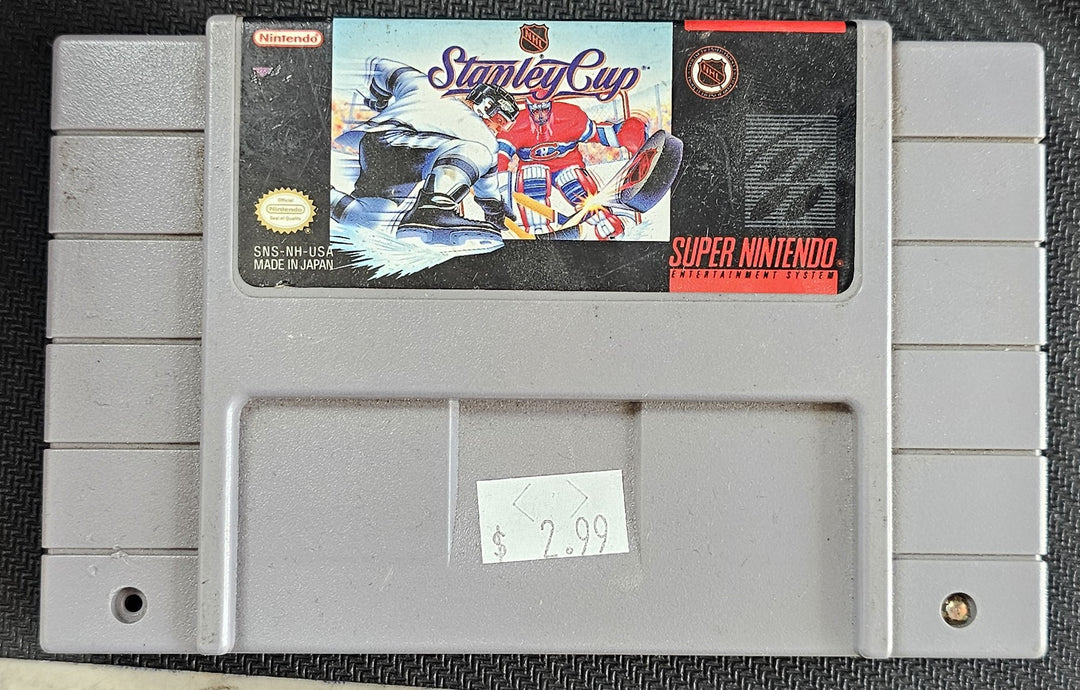 Nintendo
NHL
Stanley Cup
NHL
Official
Nintendo
Seal of Quality
SNS-NH-USA
MADE IN JAPAN
SUPER NINTENDO
ENTERTAINMENT SYSTEM
$ 2.99